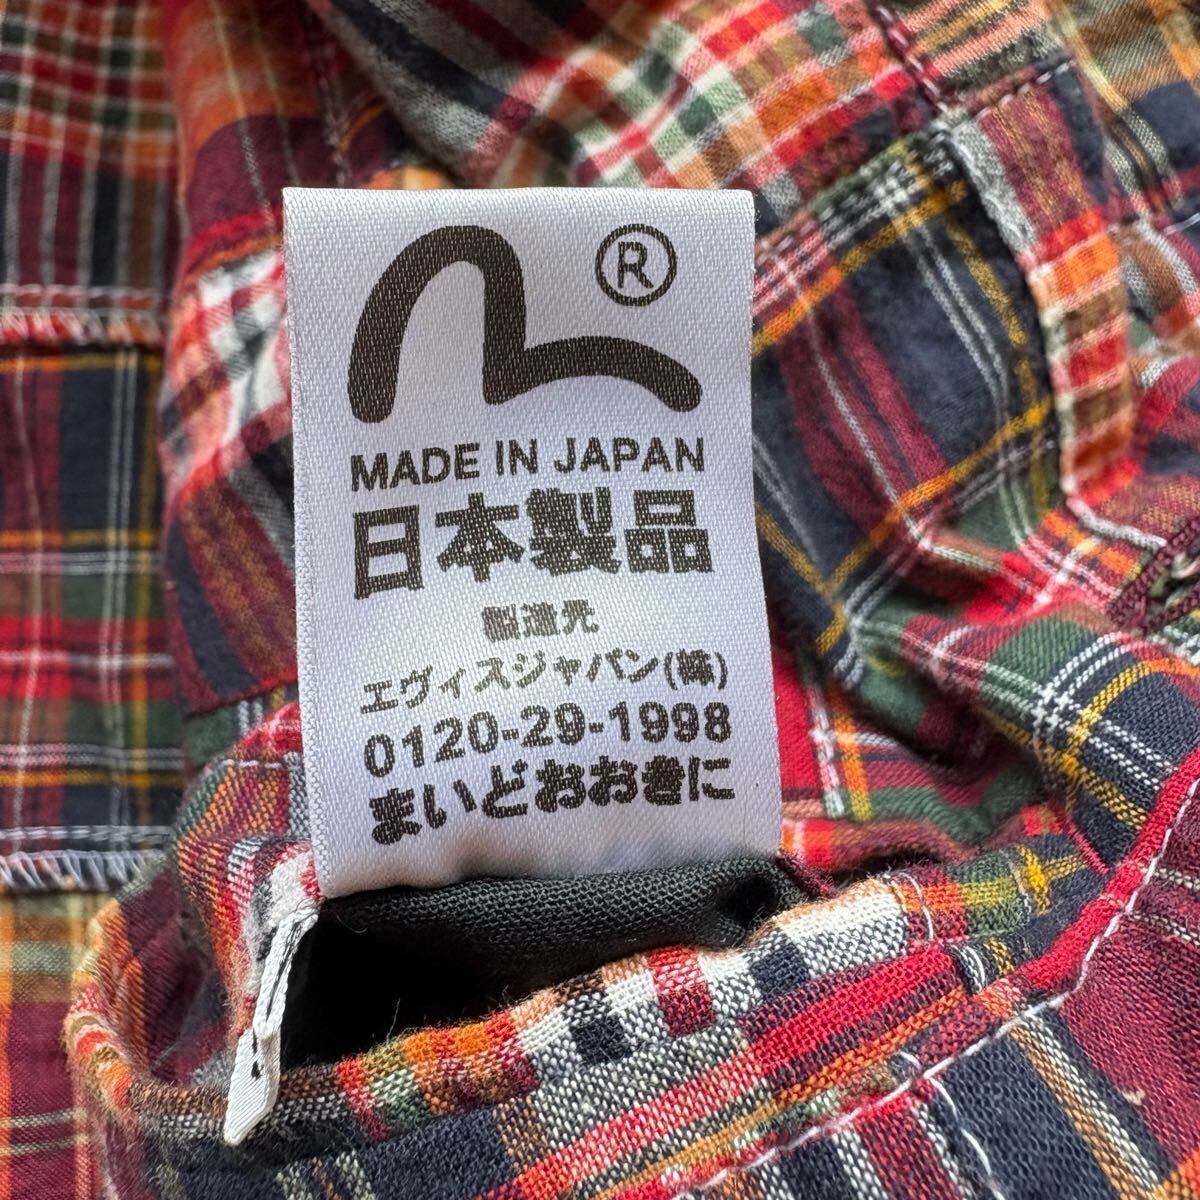 ®
MADE IN JAPAN
日本製品
製造元
エヴィスジャパン(株)
0120-29-1998
まいどおおきに